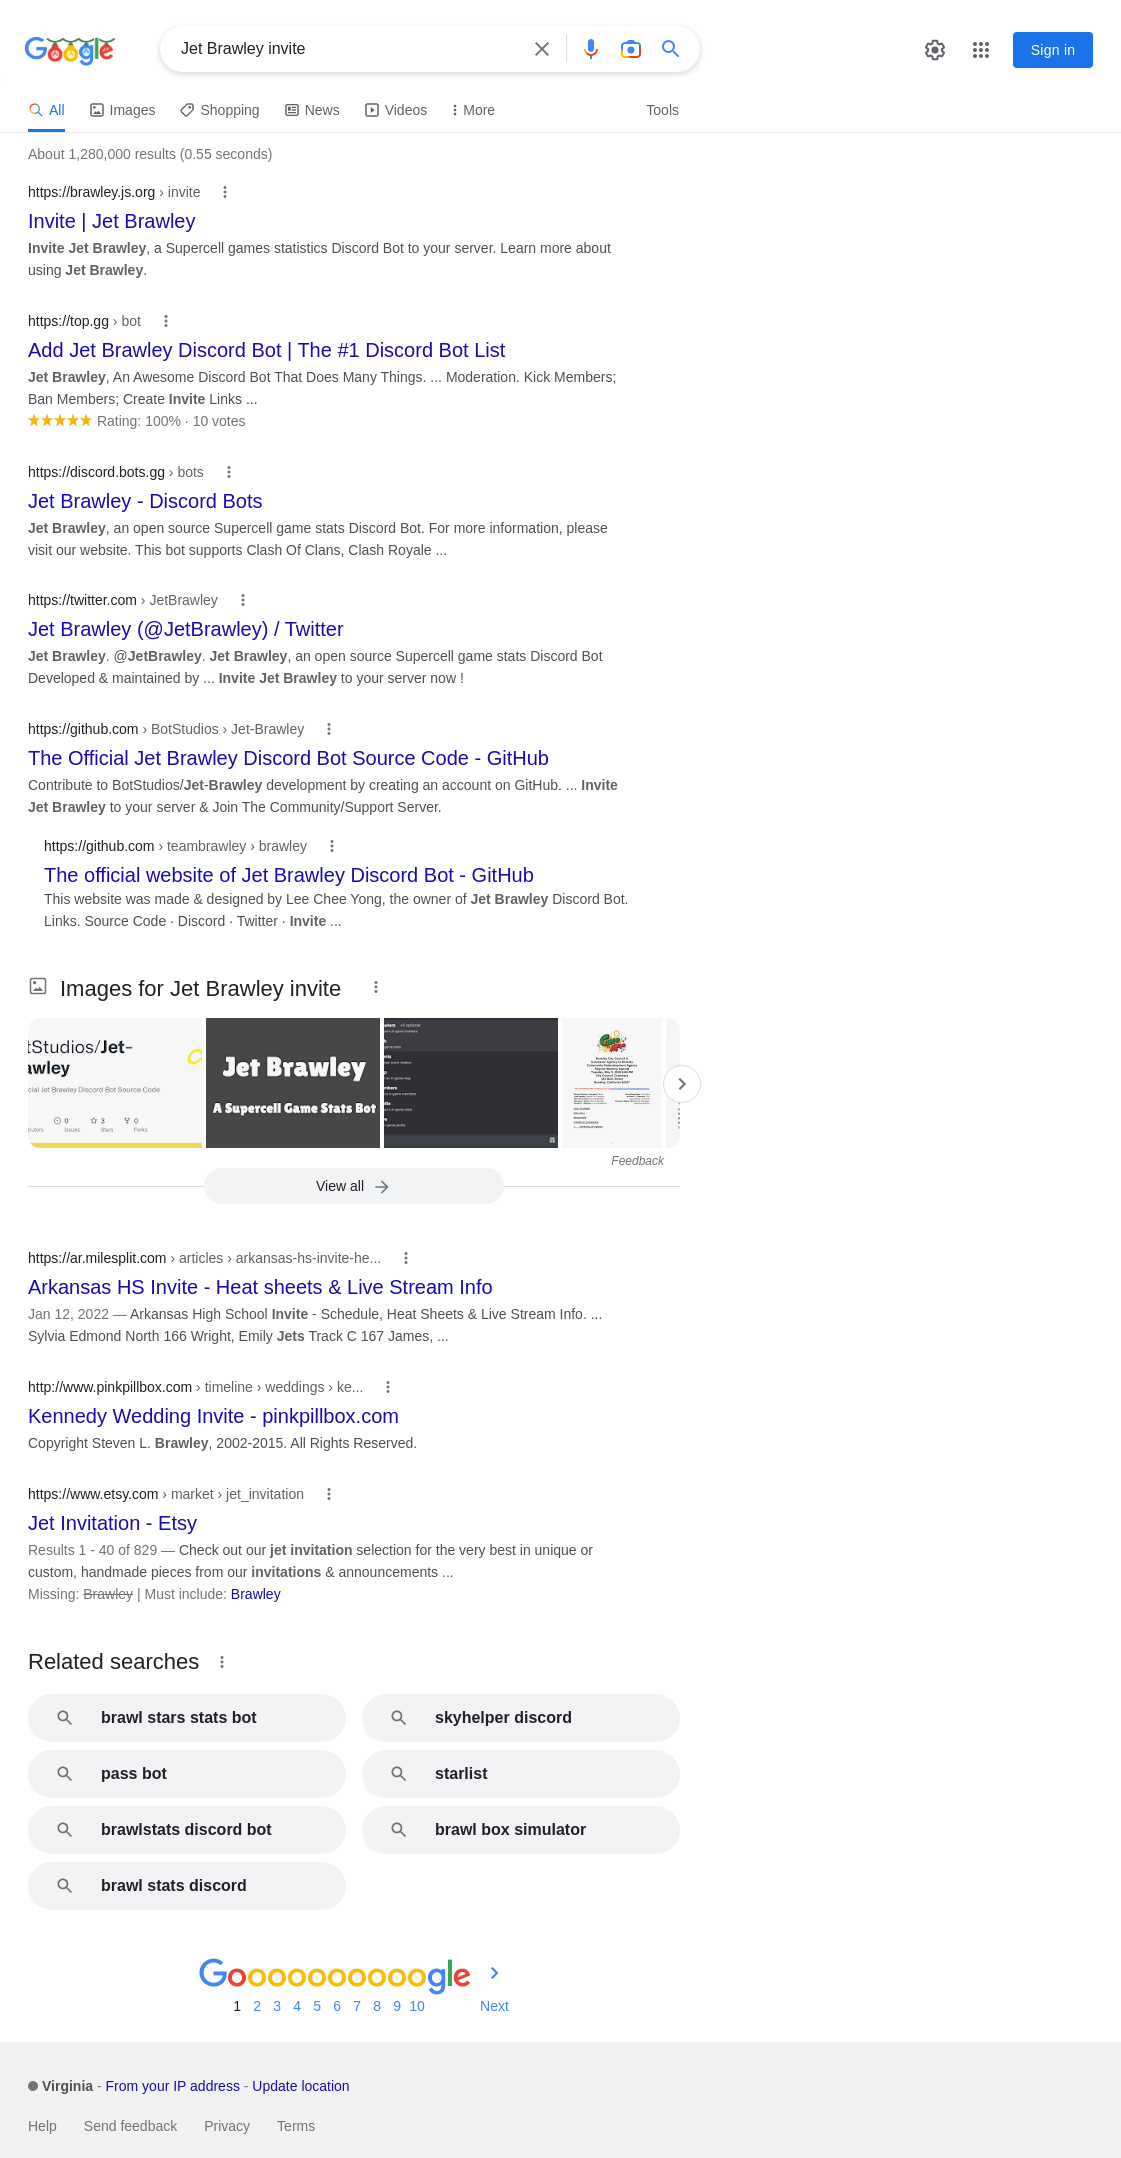 Google
Jet Brawley invite
Sign in
All Images Shopping News Videos More Tools
About 1,280,000 results (0.55 seconds)
https://brawley.js.org › invite
Invite | Jet Brawley
Invite Jet Brawley, a Supercell games statistics Discord Bot to your server. Learn more about
using Jet Brawley.
https://top.gg › bot
Add Jet Brawley Discord Bot | The #1 Discord Bot List
Jet Brawley, An Awesome Discord Bot That Does Many Things. ... Moderation. Kick Members;
Ban Members; Create Invite Links ...
Rating: 100% · 10 votes
https://discord.bots.gg › bots
Jet Brawley - Discord Bots
Jet Brawley, an open source Supercell game stats Discord Bot. For more information, please
visit our website. This bot supports Clash Of Clans, Clash Royale ...
https://twitter.com › JetBrawley
Jet Brawley (@JetBrawley) / Twitter
Jet Brawley. @JetBrawley. Jet Brawley, an open source Supercell game stats Discord Bot
Developed & maintained by ... Invite Jet Brawley to your server now !
https://github.com › BotStudios › Jet-Brawley
The Official Jet Brawley Discord Bot Source Code - GitHub
Contribute to BotStudios/Jet-Brawley development by creating an account on GitHub. ... Invite
Jet Brawley to your server & Join The Community/Support Server.
https://github.com › teambrawley › brawley
The official website of Jet Brawley Discord Bot - GitHub
This website was made & designed by Lee Chee Yong, the owner of Jet Brawley Discord Bot.
Links. Source Code · Discord · Twitter · Invite ...
Images for Jet Brawley invite
tStudios/Jet-
awley
cial Jet Brawley Discord Bot Source Code
0 3 0
Issues Stars Forks
Jet Brawley
A Supercell Game Stats Bot
Feedback
View all
https://ar.milesplit.com › articles › arkansas-hs-invite-he...
Arkansas HS Invite - Heat sheets & Live Stream Info
Jan 12, 2022 — Arkansas High School Invite - Schedule, Heat Sheets & Live Stream Info. ...
Sylvia Edmond North 166 Wright, Emily Jets Track C 167 James, ...
http://www.pinkpillbox.com › timeline › weddings › ke...
Kennedy Wedding Invite - pinkpillbox.com
Copyright Steven L. Brawley, 2002-2015. All Rights Reserved.
https://www.etsy.com › market › jet_invitation
Jet Invitation - Etsy
Results 1 - 40 of 829 — Check out our jet invitation selection for the very best in unique or
custom, handmade pieces from our invitations & announcements ...
Missing: Brawley | Must include: Brawley
Related searches
brawl stars stats bot
skyhelper discord
pass bot
starlist
brawlstats discord bot
brawl box simulator
brawl stats discord
Goooooooooogle
1 2 3 4 5 6 7 8 9 10 Next
Virginia - From your IP address - Update location
Help Send feedback Privacy Terms